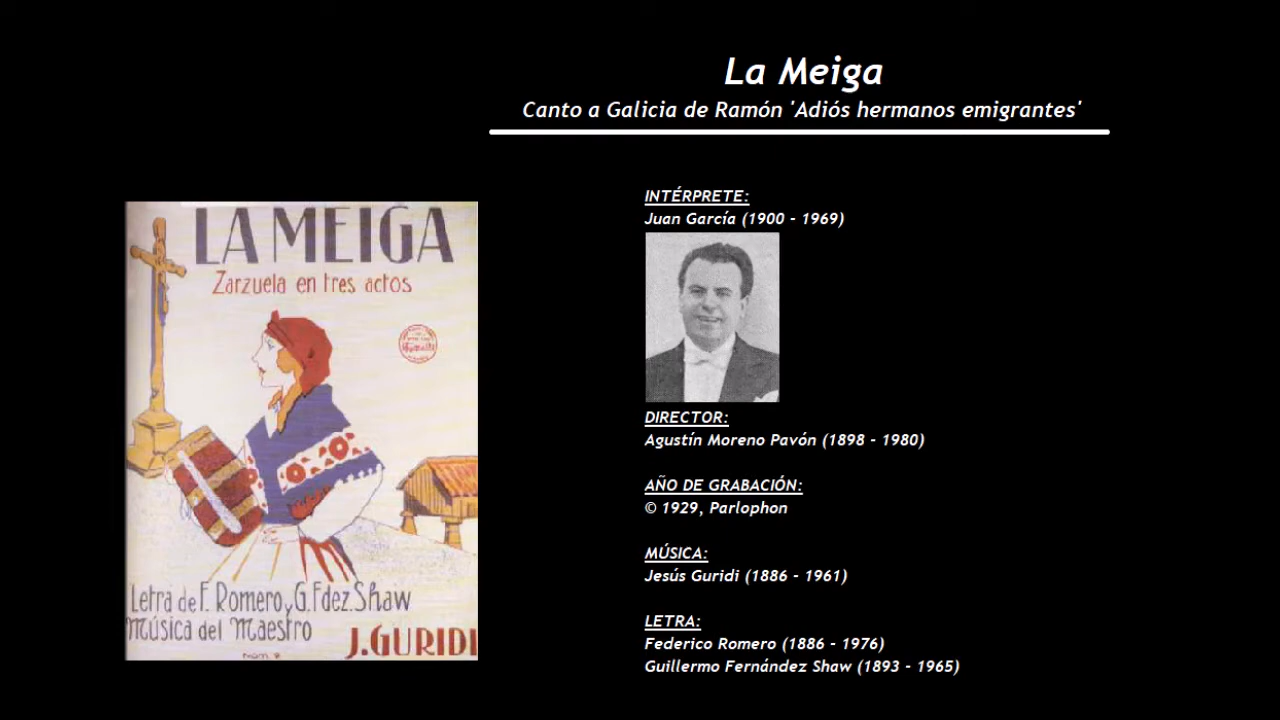 La Meiga
Canto a Galicia de Ramón 'Adiós hermanos emigrantes'
LA MEIGA
Zarzuela en tres actos
Letra de F. Romero y G. Fdez. Shaw
Música del Maestro
J. GURIDI
INTÉRPRETE:
Juan García (1900 - 1969)
DIRECTOR:
Agustín Moreno Pavón (1898 - 1980)
AÑO DE GRABACIÓN:
© 1929, Parlophon
MÚSICA:
Jesús Guridi (1886 - 1961)
LETRA:
Federico Romero (1886 - 1976)
Guillermo Fernández Shaw (1893 - 1965)